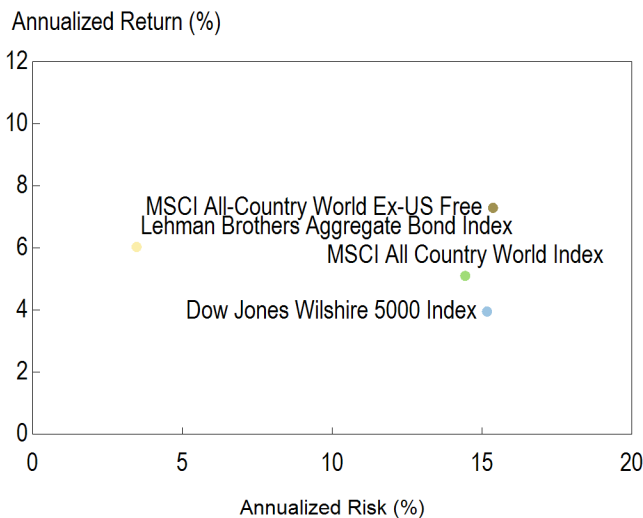 Annualized Return (%)
12
10
8
6
4
2
0
MSCI All-Country World Ex-US Free
Lehman Brothers Aggregate Bond Index
MSCI All Country World Index
Dow Jones Wilshire 5000 Index
0 5 10 15 20
Annualized Risk (%)